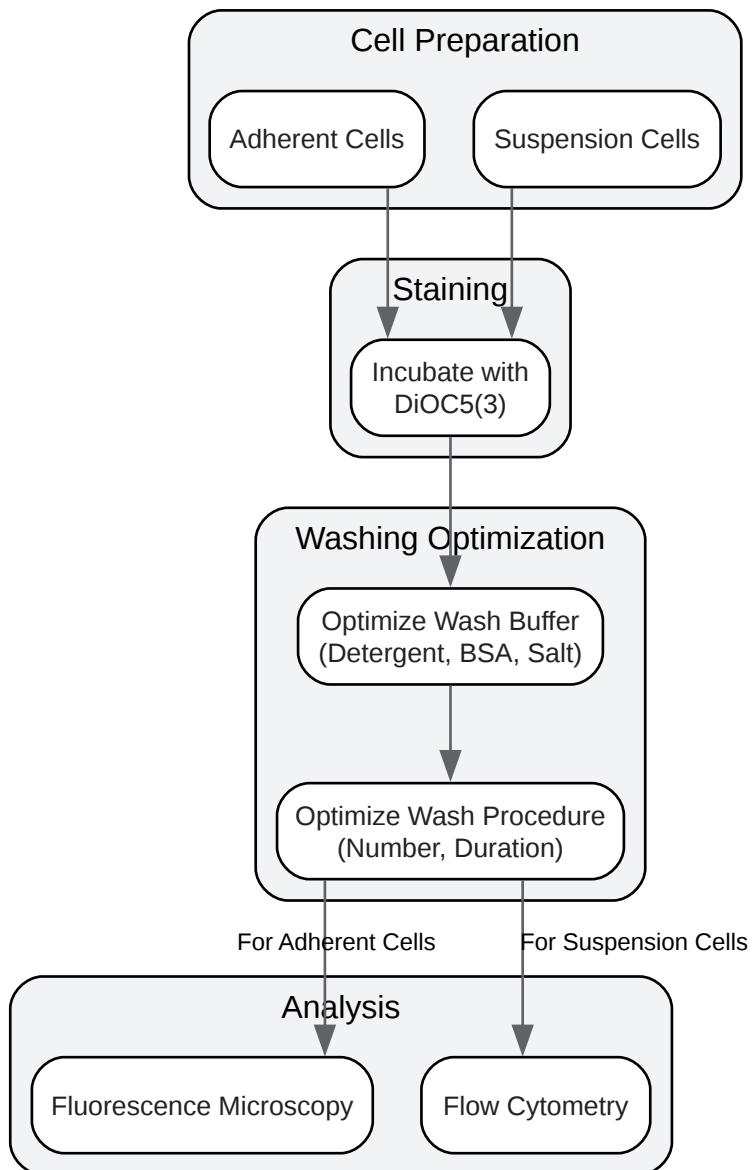 Cell Preparation
Adherent Cells
Suspension Cells
Staining
Incubate with
DiOC5(3)
Washing Optimization
Optimize Wash Buffer
(Detergent, BSA, Salt)
Optimize Wash Procedure
(Number, Duration)
For Adherent Cells
For Suspension Cells
Analysis
Fluorescence Microscopy
Flow Cytometry